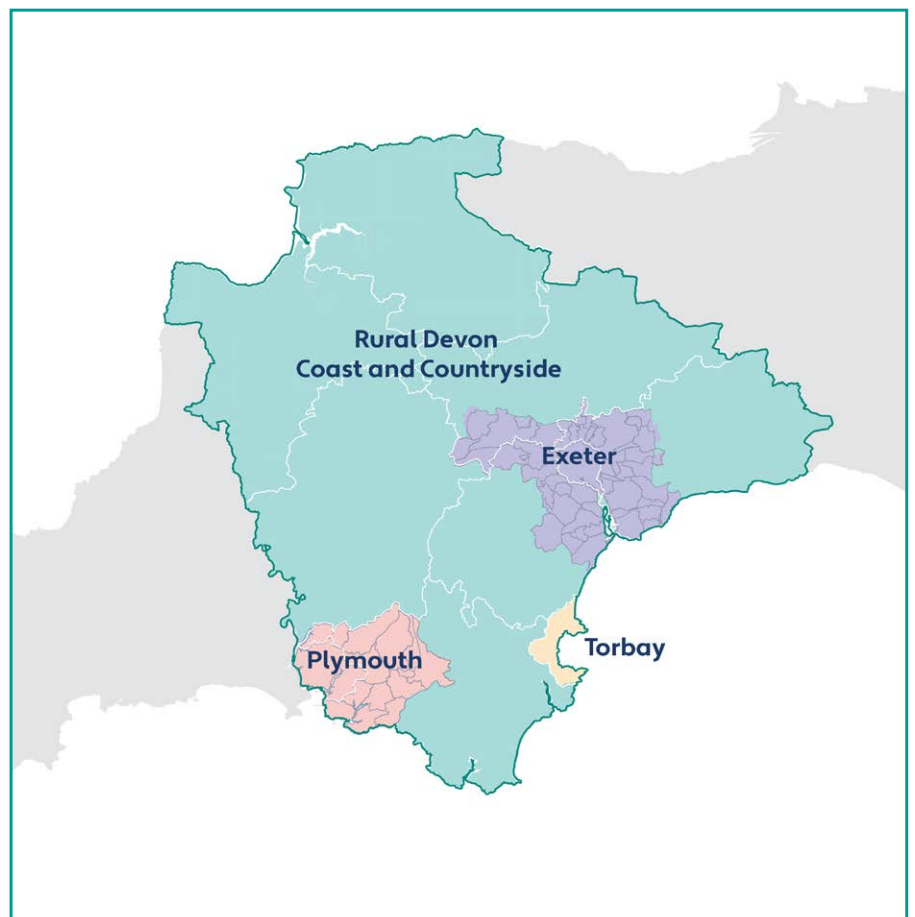 Rural Devon
Coast and Countryside
Exeter
Torbay
Plymouth